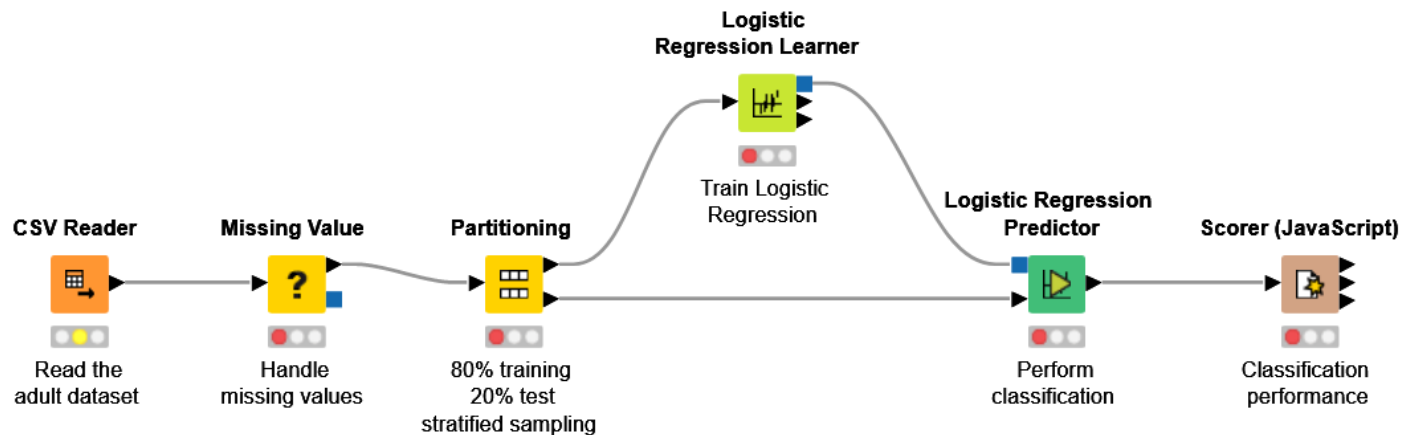 Logistic
Regression Learner
Train Logistic
Regression
CSV Reader
Read the
adult dataset
Missing Value
?
Handle
missing values
Partitioning
80% training
20% test
stratified sampling
Logistic Regression
Predictor
Perform
classification
Scorer (JavaScript)
Classification
performance